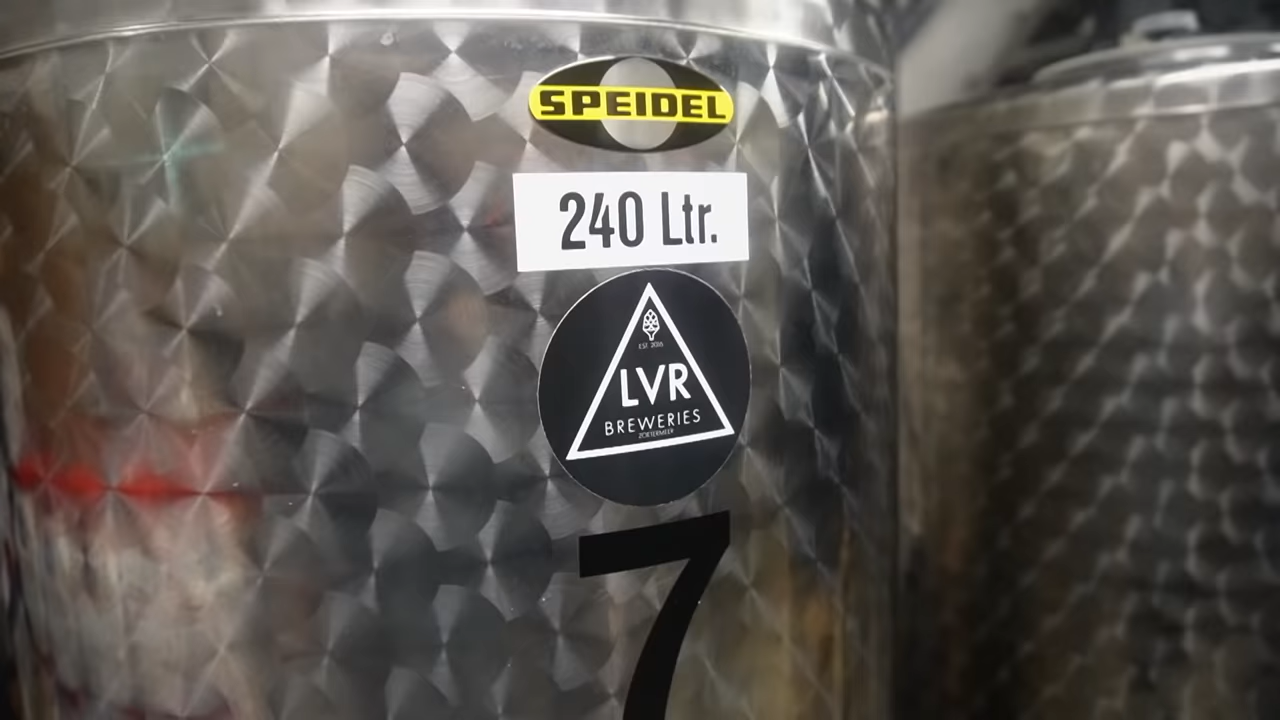 SPEIDEL
240 Ltr.
EST. 2016
LVR
BREWERIES
ZOETERMEER
7